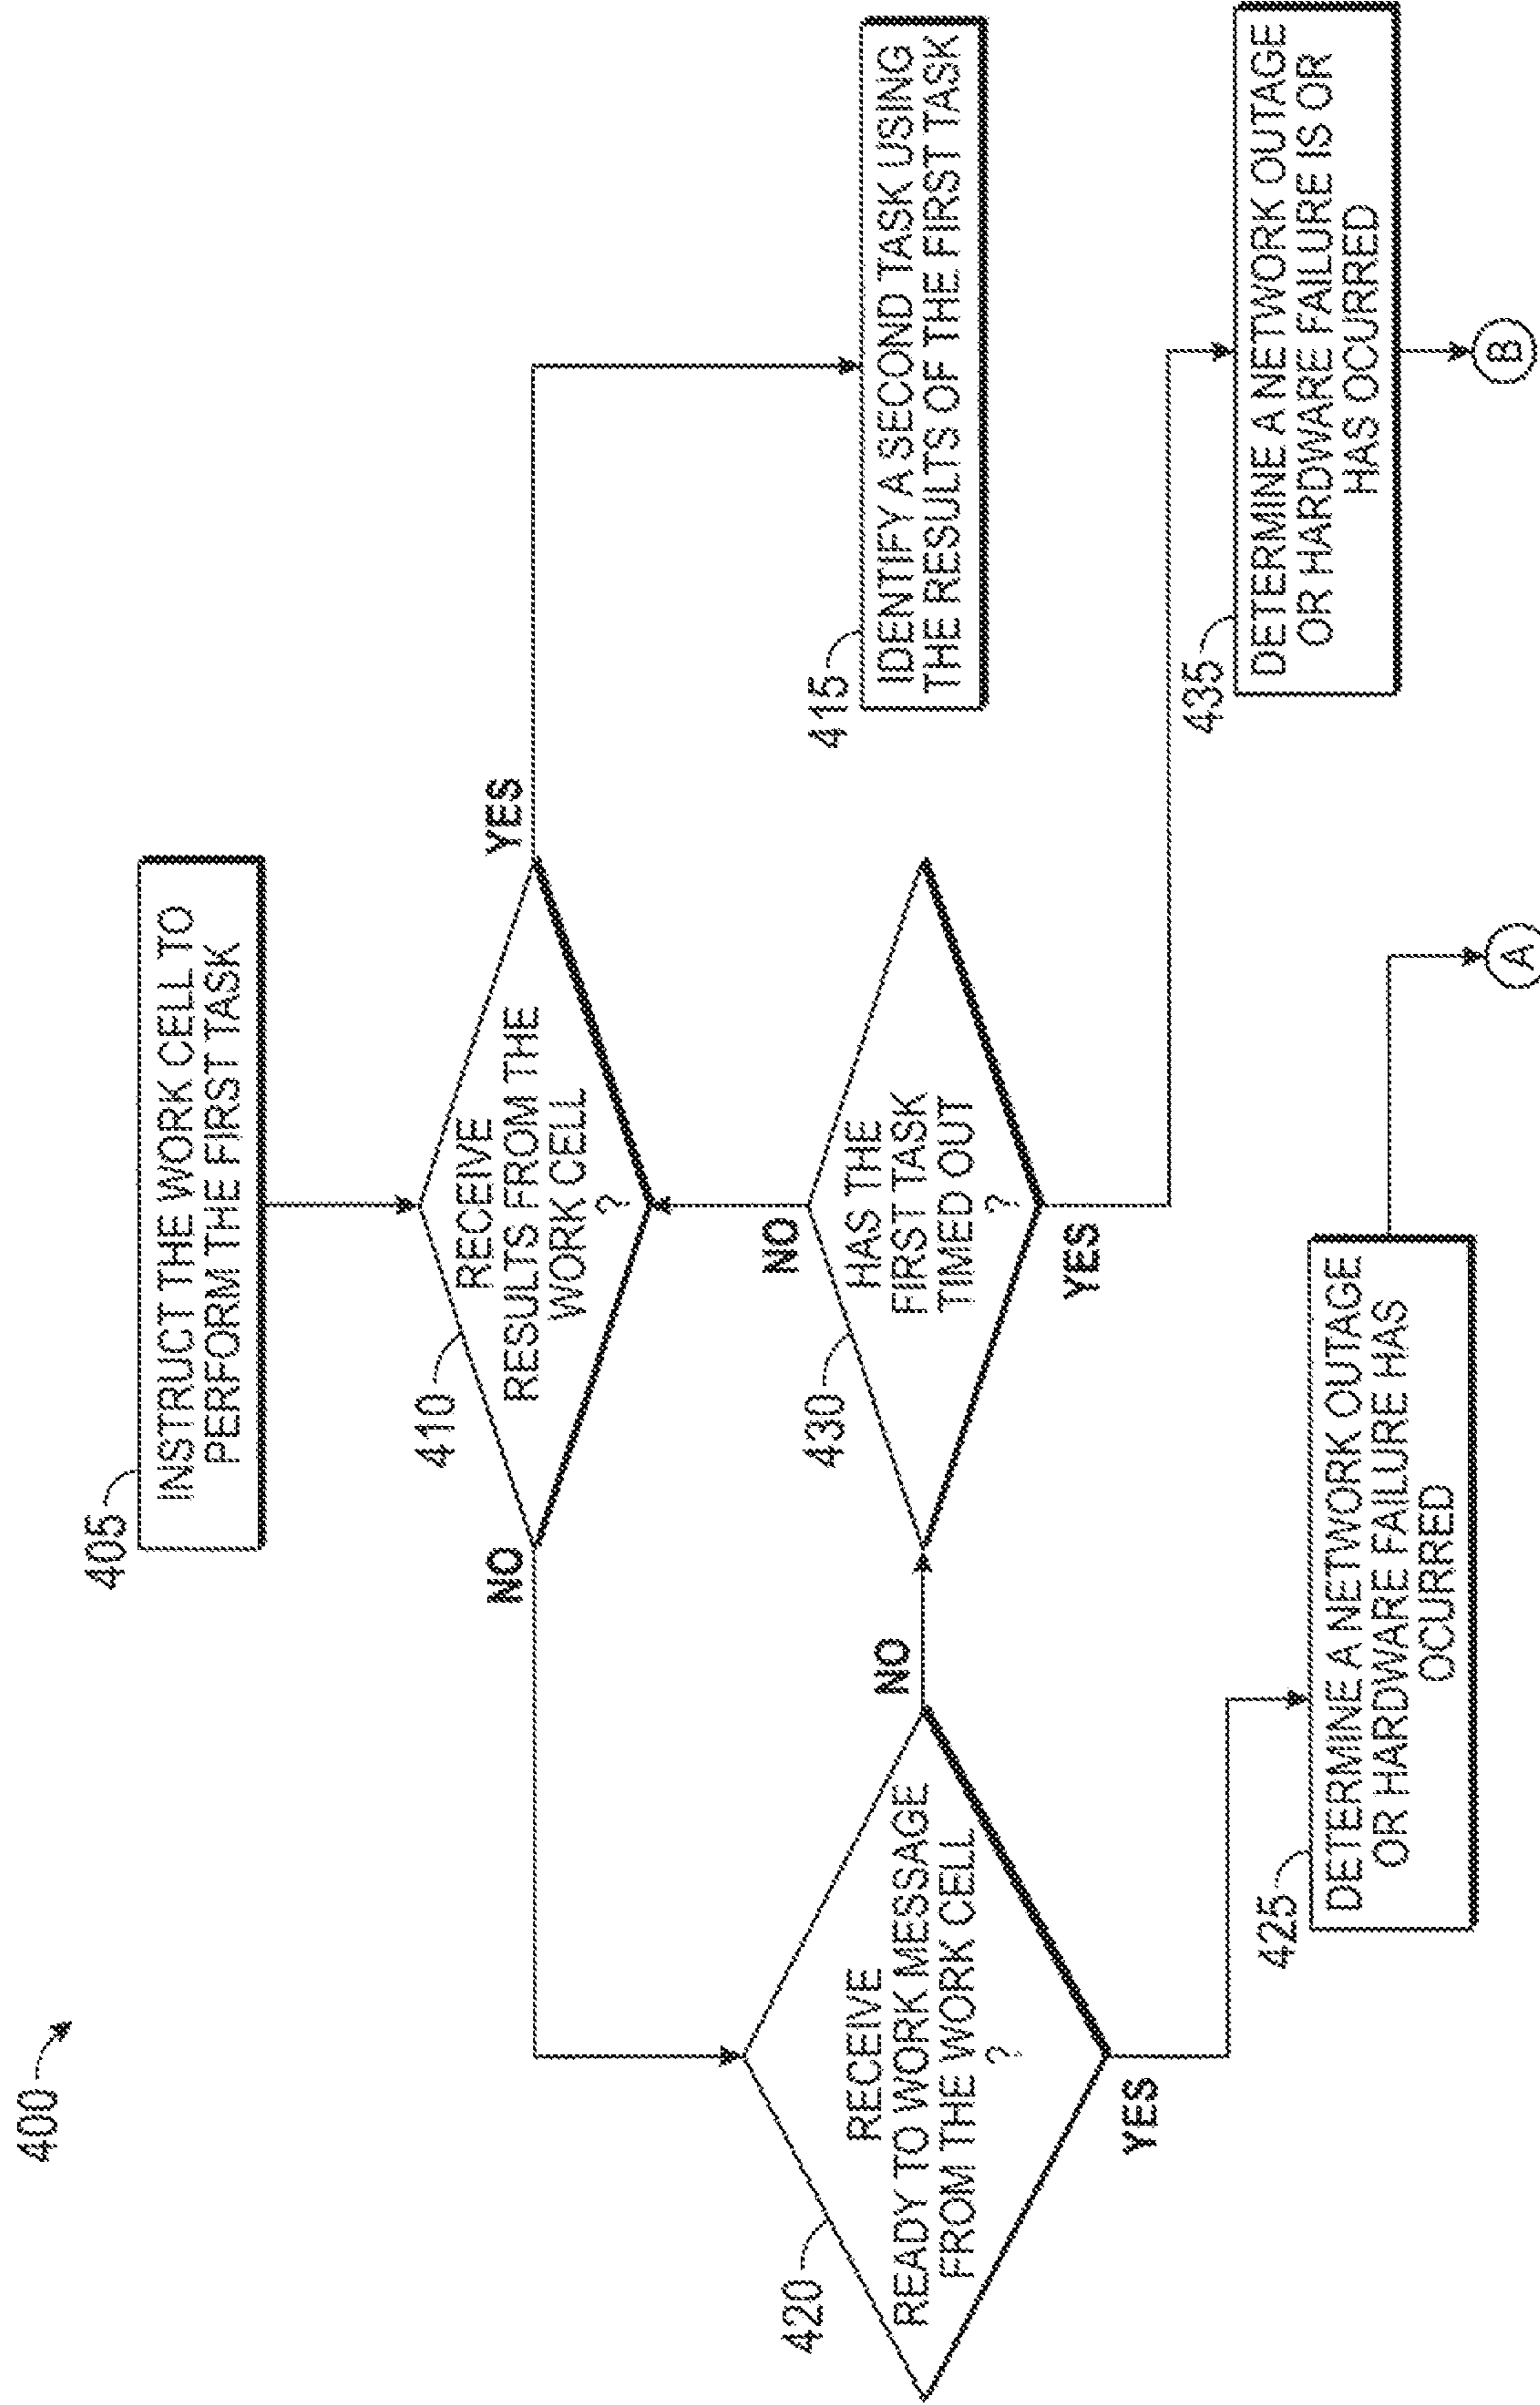 400
405
INSTRUCT THE WORK CELL TO
PERFORM THE FIRST TASK
410
RECEIVE
RESULTS FROM THE
WORK CELL
?
NO
YES
415
IDENTIFY A SECOND TASK USING
THE RESULTS OF THE FIRST TASK
420
RECEIVE
READY TO WORK MESSAGE
FROM THE WORK CELL
?
NO
YES
430
HAS THE
FIRST TASK
TIMED OUT
?
NO
YES
425
DETERMINE A NETWORK OUTAGE
OR HARDWARE FAILURE HAS
OCURRED
A
435
DETERMINE A NETWORK OUTAGE
OR HARDWARE FAILURE IS OR
HAS OCURRED
B